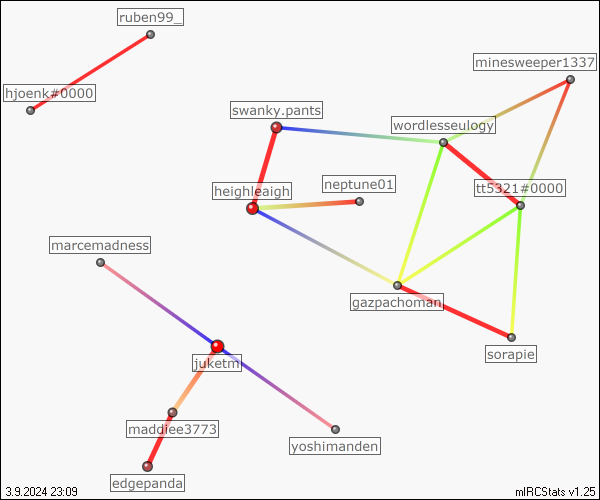 ruben99_
minesweeper1337
hjoenk#0000
swanky.pants
wordlesseulogy
heighleaigh
neptune01
tt5321#0000
marcemadness
gazpachoman
sorapie
juketm
maddiee3773
yoshimanden
edgepanda
3.9.2024 23:09
mIRCStats v1.25